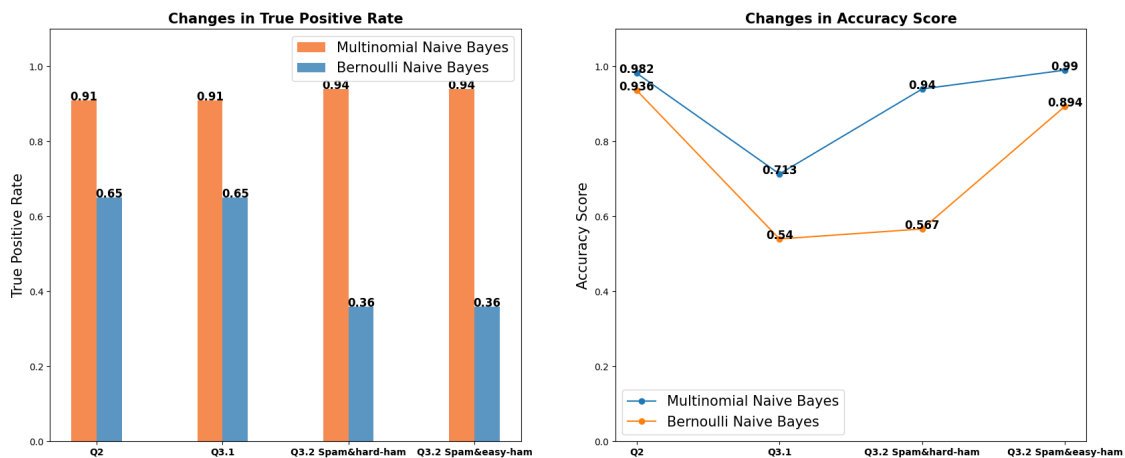 Changes in True Positive Rate
Multinomial Naive Bayes
Bernoulli Naive Bayes
True Positive Rate
1.0
0.8
0.6
0.4
0.2
0.0
0.91
0.65
0.91
0.65
0.94
0.36
0.94
0.36
Q2
Q3.1
Q3.2 Spam&hard-ham
Q3.2 Spam&easy-ham
Changes in Accuracy Score
Accuracy Score
1.0
0.8
0.6
0.4
0.2
0.0
0.982
0.936
0.713
0.54
0.94
0.567
0.99
0.894
Multinomial Naive Bayes
Bernoulli Naive Bayes
Q2
Q3.1
Q3.2 Spam&hard-ham
Q3.2 Spam&easy-ham